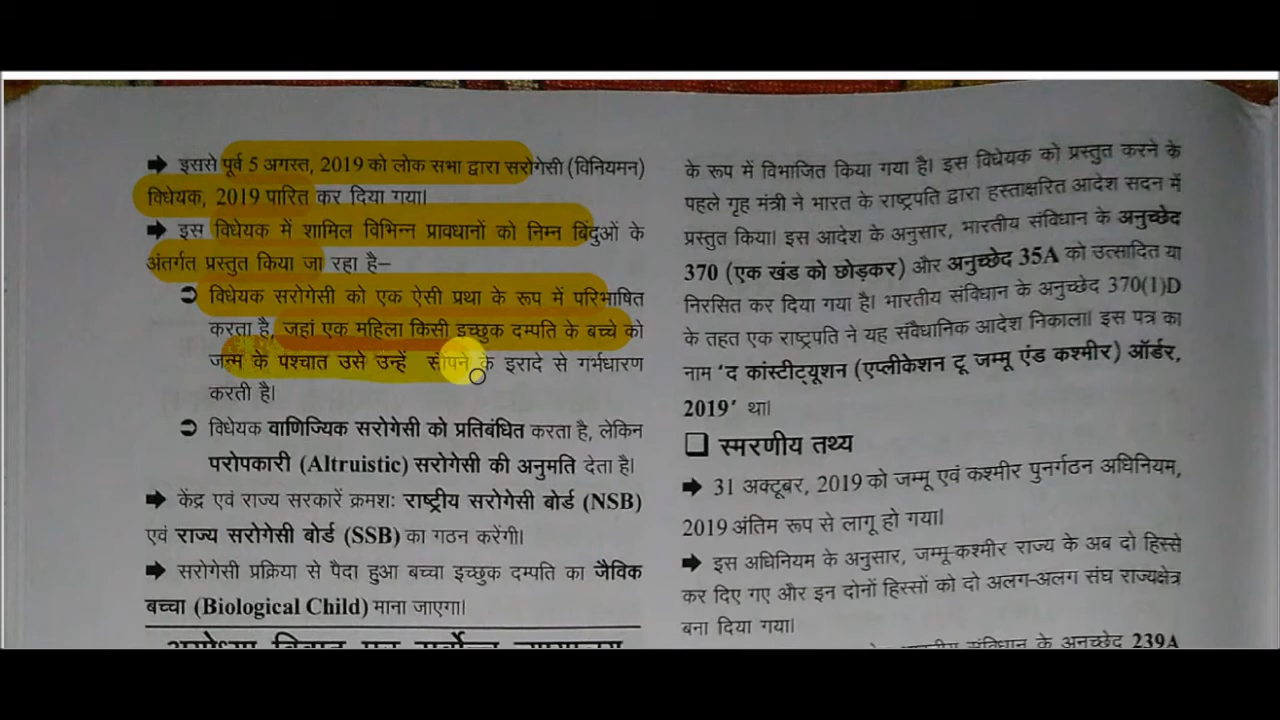 ➡ इससे पूर्व 5 अगस्त, 2019 को लोक सभा द्वारा सरोगेसी (विनियमन)
विधेयक, 2019 पारित कर दिया गया।
➡ इस विधेयक में शामिल विभिन्न प्रावधानों को निम्न बिंदुओं के
अंतर्गत प्रस्तुत किया जा रहा है–
➲ विधेयक सरोगेसी को एक ऐसी प्रथा के रूप में परिभाषित
करता है, जहां एक महिला किसी इच्छुक दम्पति के बच्चे को
जन्म के पश्चात उसे उन्हें सौंपने के इरादे से गर्भधारण
करती है।
➲ विधेयक वाणिज्यिक सरोगेसी को प्रतिबंधित करता है, लेकिन
परोपकारी (Altruistic) सरोगेसी की अनुमति देता है।
➡ केंद्र एवं राज्य सरकारें क्रमशः राष्ट्रीय सरोगेसी बोर्ड (NSB)
एवं राज्य सरोगेसी बोर्ड (SSB) का गठन करेंगी।
➡ सरोगेसी प्रक्रिया से पैदा हुआ बच्चा इच्छुक दम्पति का जैविक
बच्चा (Biological Child) माना जाएगा।
के रूप में विभाजित किया गया है। इस विधेयक को प्रस्तुत करने के
पहले गृह मंत्री ने भारत के राष्ट्रपति द्वारा हस्ताक्षरित आदेश सदन में
प्रस्तुत किया। इस आदेश के अनुसार, भारतीय संविधान के अनुच्छेद
370 (एक खंड को छोड़कर) और अनुच्छेद 35A को उत्सादित या
निरसित कर दिया गया है। भारतीय संविधान के अनुच्छेद 370(1)D
के तहत एक राष्ट्रपति ने यह संवैधानिक आदेश निकाला। इस पत्र का
नाम ‘द कांस्टीट्यूशन (एप्लीकेशन टू जम्मू एंड कश्मीर) ऑर्डर,
2019’ था।
❑ स्मरणीय तथ्य
➡ 31 अक्टूबर, 2019 को जम्मू एवं कश्मीर पुनर्गठन अधिनियम,
2019 अंतिम रूप से लागू हो गया।
➡ इस अधिनियम के अनुसार, जम्मू-कश्मीर राज्य के अब दो हिस्से
कर दिए गए और इन दोनों हिस्सों को दो अलग-अलग संघ राज्यक्षेत्र
बना दिया गया।
संविधान के अनुच्छेद 239A